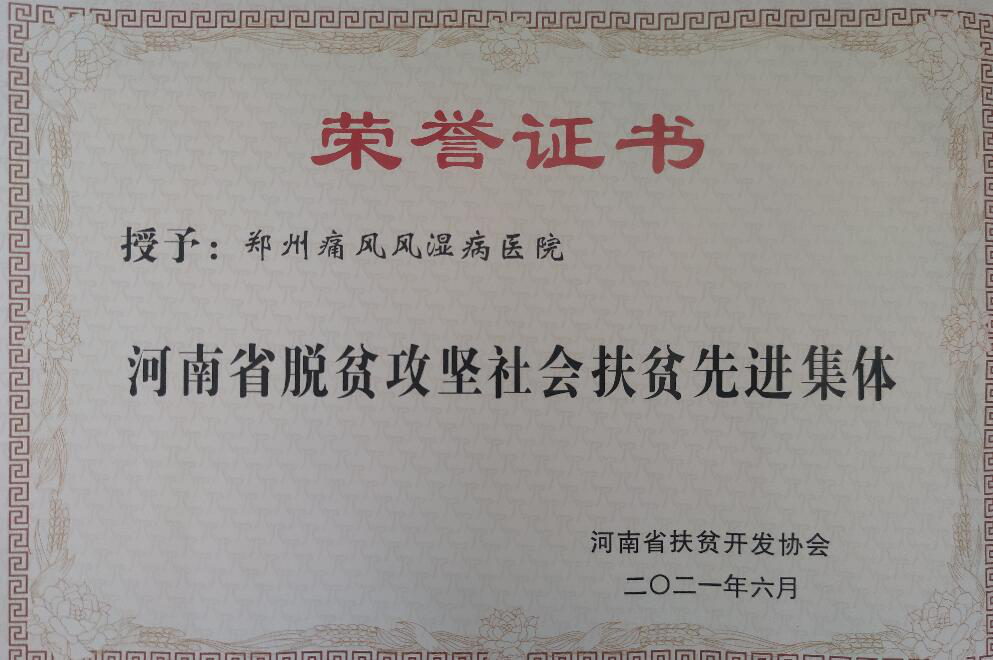 荣誉证书
授予：郑州痛风风湿病医院
河南省脱贫攻坚社会扶贫先进集体
河南省扶贫开发协会
二〇二一年六月